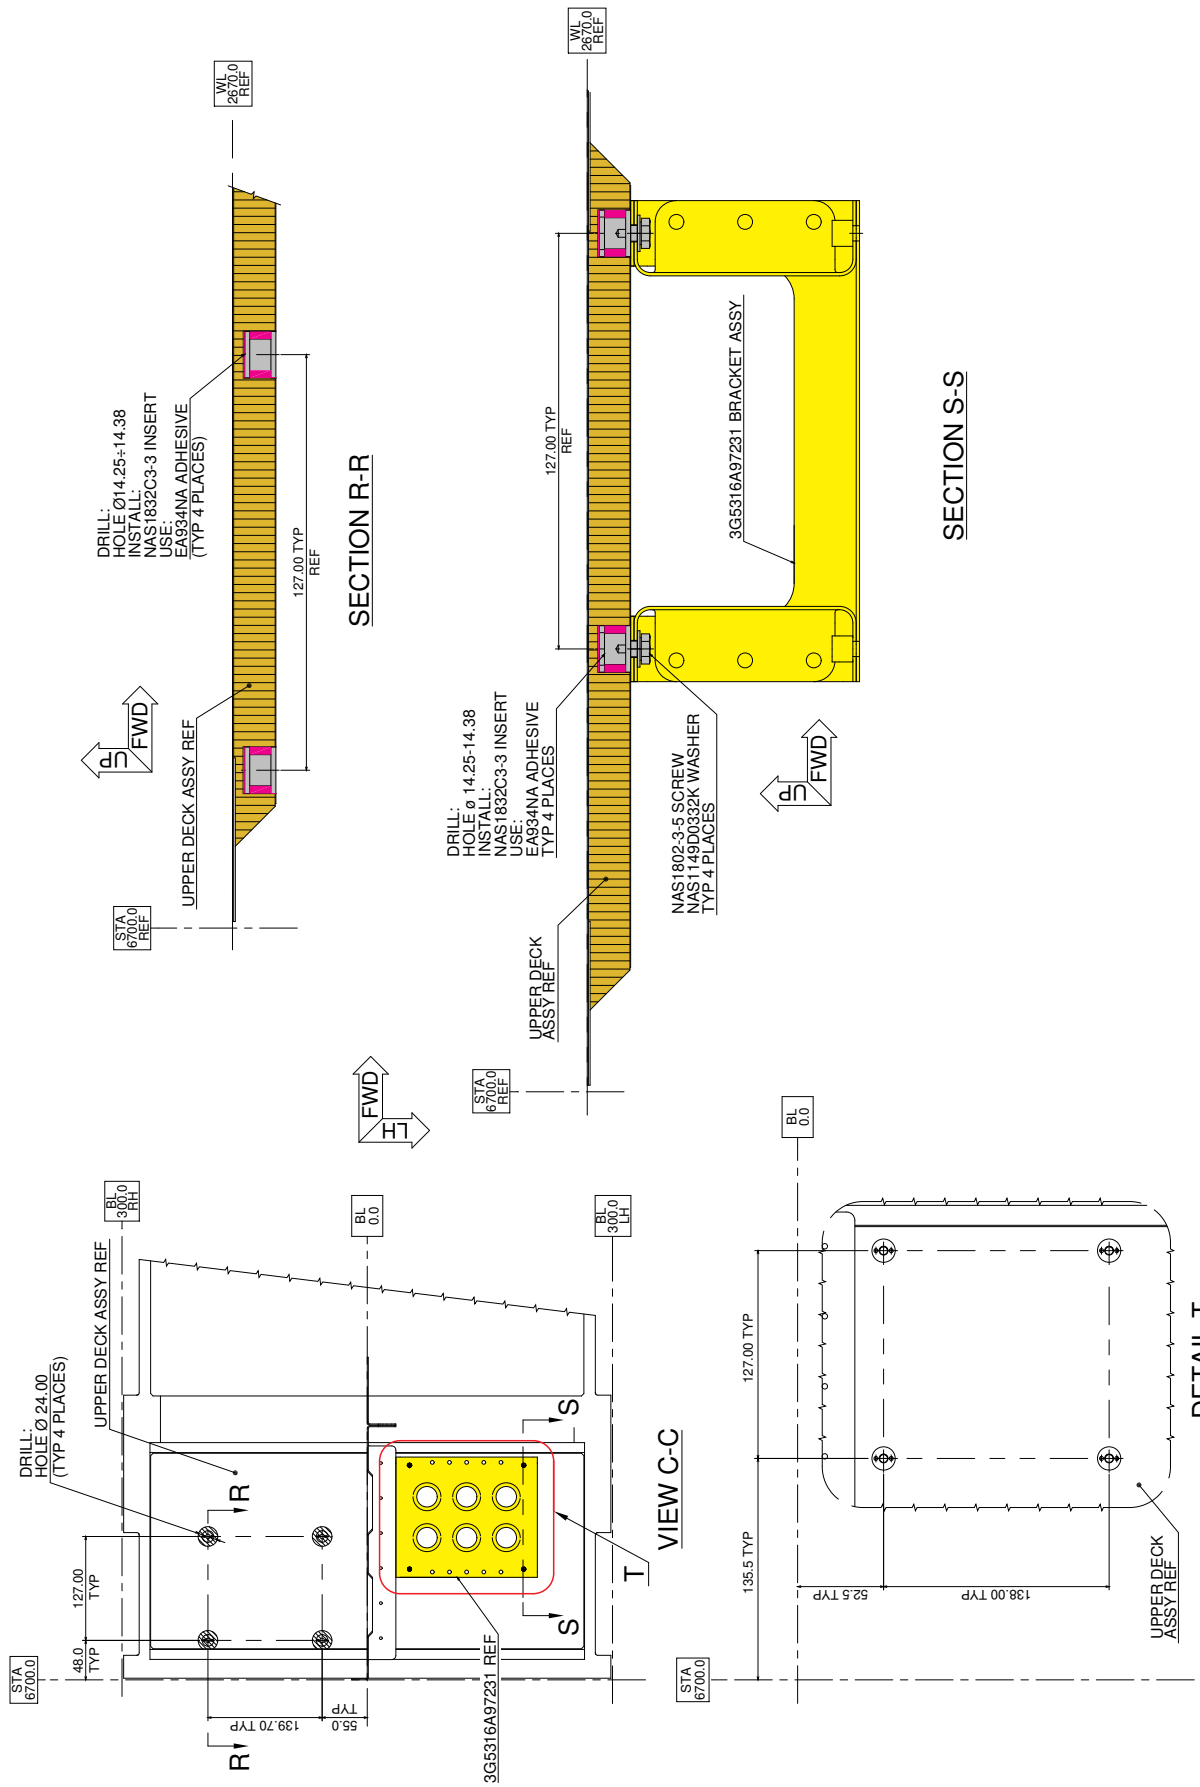 STA
6700.0
48.0
TYP
127.00
TYP
DRILL:
HOLE Ø 24.00
(TYP 4 PLACES)
UPPER DECK ASSY REF
BL
300.0
RH
R
R
139.70 TYP
55.0
TYP
BL
0.0
FWD
LH
3G5316A97231 REF
S
S
T
BL
300.0
LH
VIEW C-C
STA
6700.0
REF
UPPER DECK ASSY REF
UP
FWD
DRILL:
HOLE Ø14.25÷14.38
INSTALL:
NAS1832C3-3 INSERT
USE:
EA934NA ADHESIVE
(TYP 4 PLACES)
127.00 TYP
REF
WL
2670.0
REF
SECTION R-R
STA
6700.0
REF
UPPER DECK
ASSY REF
DRILL:
HOLE ø 14.25-14.38
INSTALL:
NAS1832C3-3 INSERT
USE:
EA934NA ADHESIVE
TYP 4 PLACES
NAS1802-3-5 SCREW
NAS1149D0332K WASHER
TYP 4 PLACES
127.00 TYP
REF
3G5316A97231 BRACKET ASSY
WL
2670.0
REF
UP
FWD
SECTION S-S
STA
6700.0
135.5 TYP
127.00 TYP
BL
0.0
52.5 TYP
138.00 TYP
UPPER DECK
ASSY REF
DETAIL T